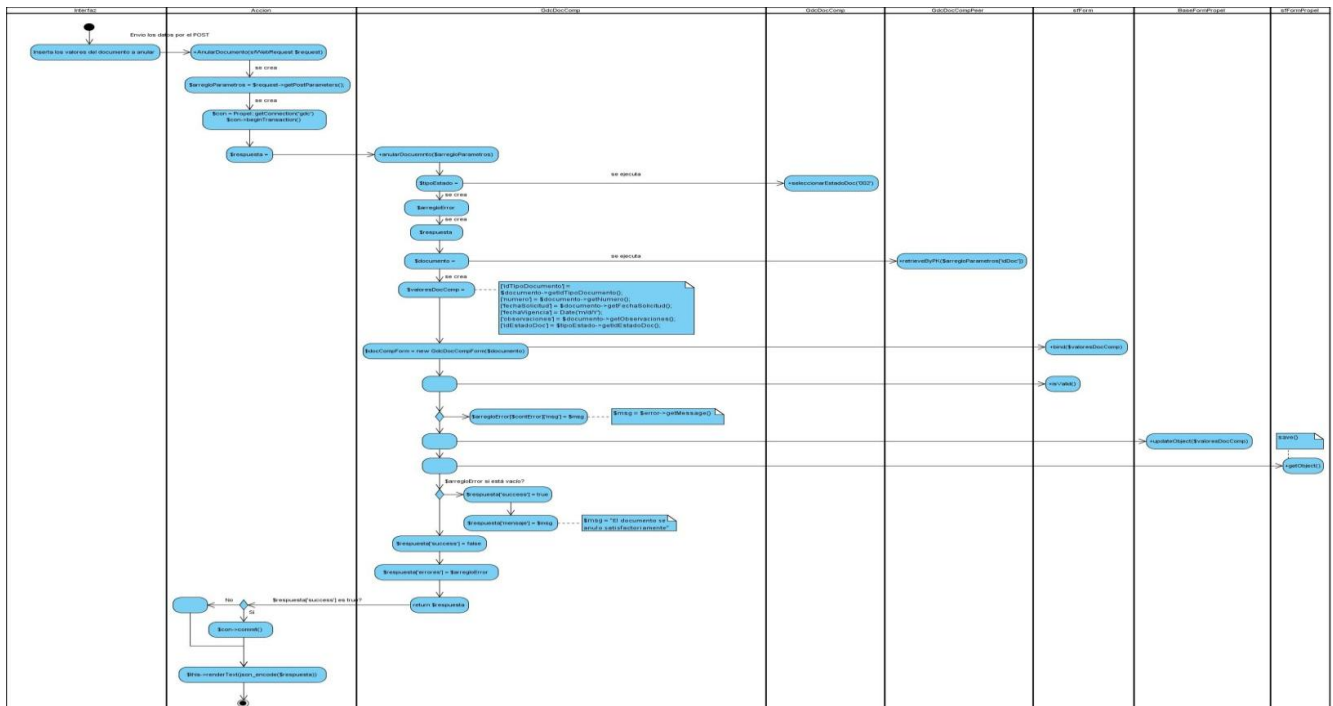 Interfaz
Accion
GdcDocComp
GdcDocComp
GdcDocCompPeer
sfForm
BaseFormPropel
sfFormPropel
Envio los datos por el POST
Inserta los valores del documento a anular
+AnularDocumento(sfWebRequest $request)
se crea
$arregloParametros = $request->getPostParameters();
se crea
$con = Propel::getConnection('gdc')
$con->beginTransaction()
$respuesta =
+anularDocuemnto($arregloParametros)
se ejecuta
$tipoEstado =
+seleccionarEstadoDoc('002')
se crea
$arregloError
se crea
$respuesta
se ejecuta
$documento =
+retrieveByPK($arregloParametros['idDoc'])
se crea
$valoresDocComp =
['idTipoDocumento'] =
$documento->getIdTipoDocumento();
['numero'] = $documento->getNumero();
['fechaSolicitud'] = $documento->getFechaSolicitud();
['fechaVigencia'] = Date('m/d/Y');
['observaciones'] = $documento->getObservaciones();
['idEstadoDoc'] = $tipoEstado->getIdEstadoDoc();
$docCompForm = new GdcDocCompForm($documento)
+bind($valoresDocComp)
+isValid()
$arregloError[$contError]['msg'] = $msg
$msg = $error->getMessage()
+updateObject($valoresDocComp)
save()
+getObject()
$arregloError si está vacío?
$respuesta['success'] = true
$respuesta['mensaje'] = $msg
$msg = "El documento se
anulo satisfactoriamente"
$respuesta['success'] = false
$respuesta['errores'] = $arregloError
return $respuesta
$respuesta['success'] es true?
No
Si
$con->commit()
$this->renderText(json_encode($respuesta))